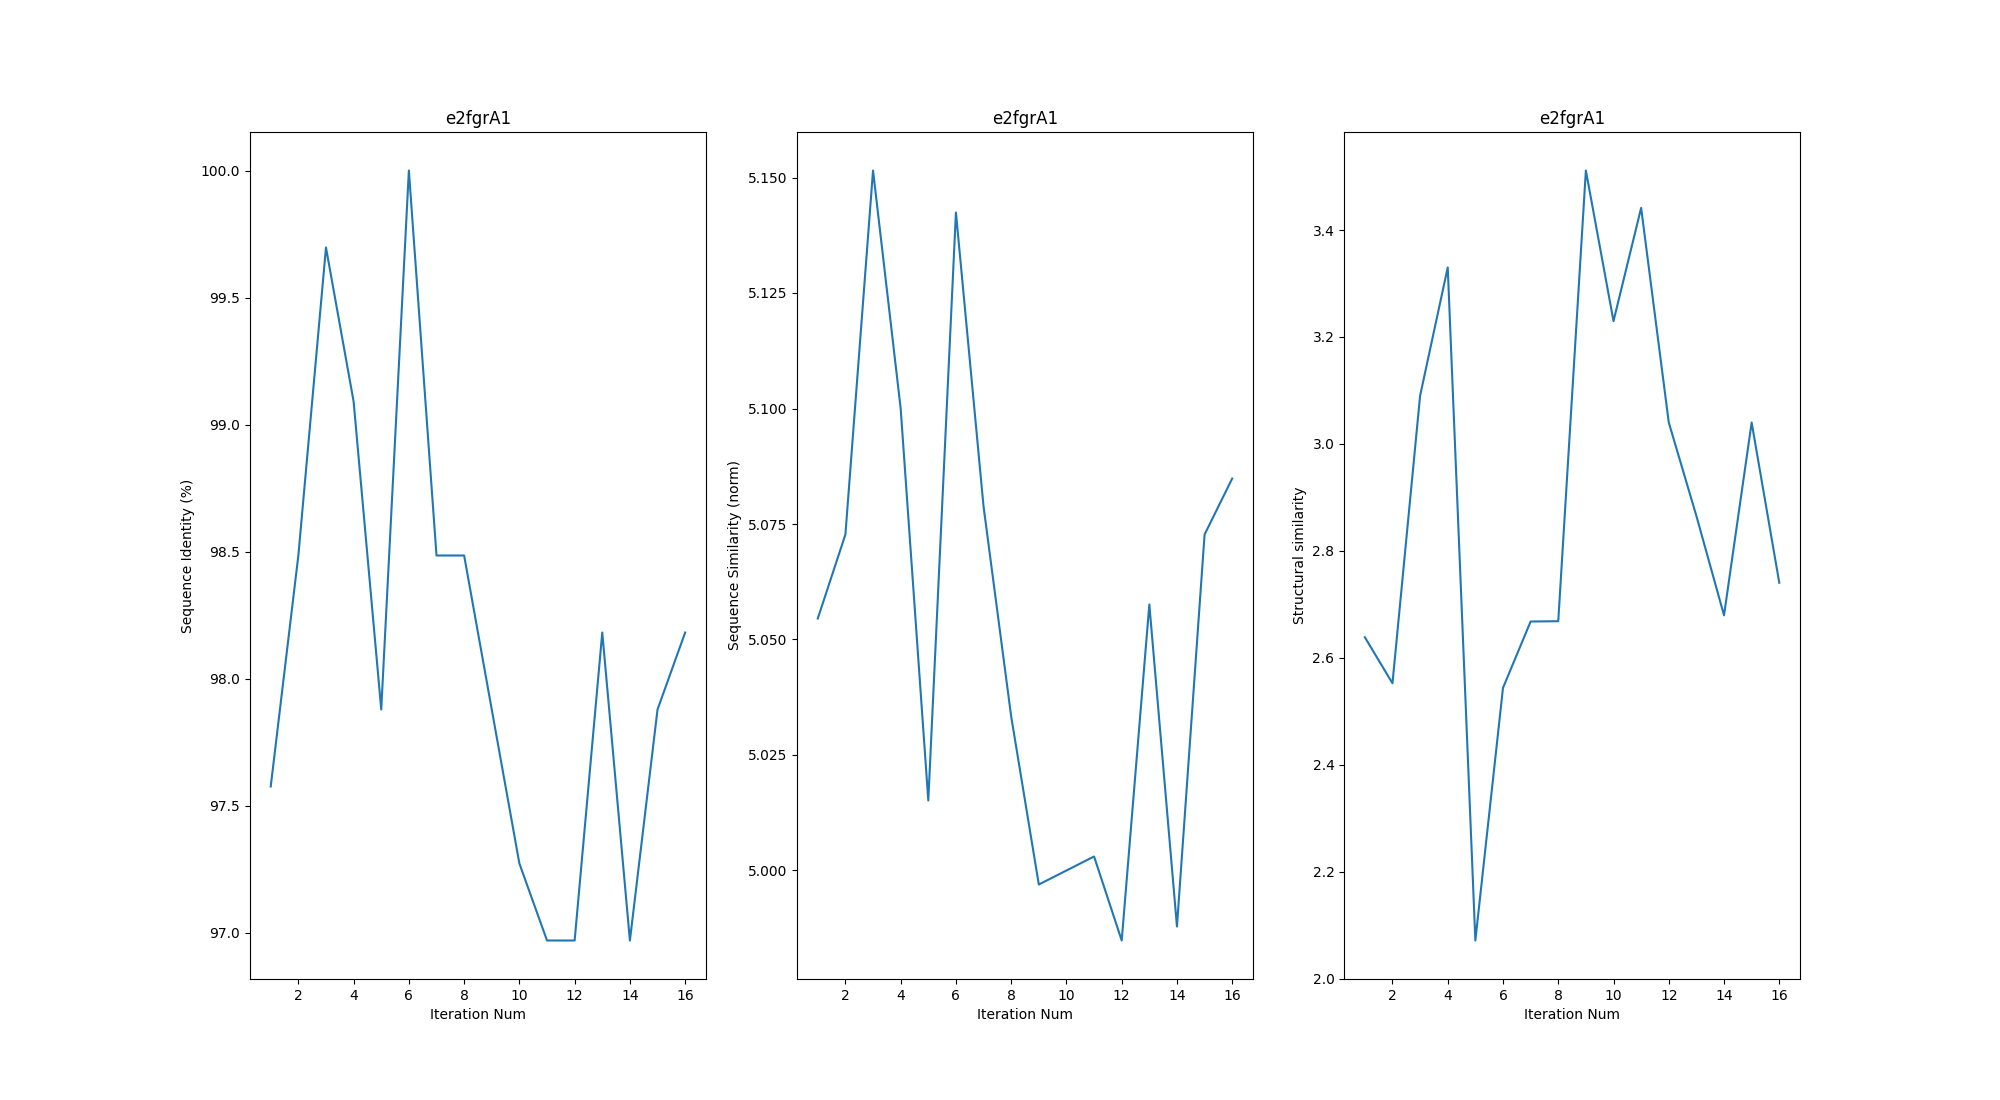 e2fgrA1
100.0
99.5
99.0
98.5
98.0
97.5
97.0
Sequence Identity (%)
2 4 6 8 10 12 14 16
Iteration Num
e2fgrA1
5.150
5.125
5.100
5.075
5.050
5.025
5.000
Sequence Similarity (norm)
2 4 6 8 10 12 14 16
Iteration Num
e2fgrA1
3.4
3.2
3.0
2.8
2.6
2.4
2.2
2.0
Structural similarity
2 4 6 8 10 12 14 16
Iteration Num